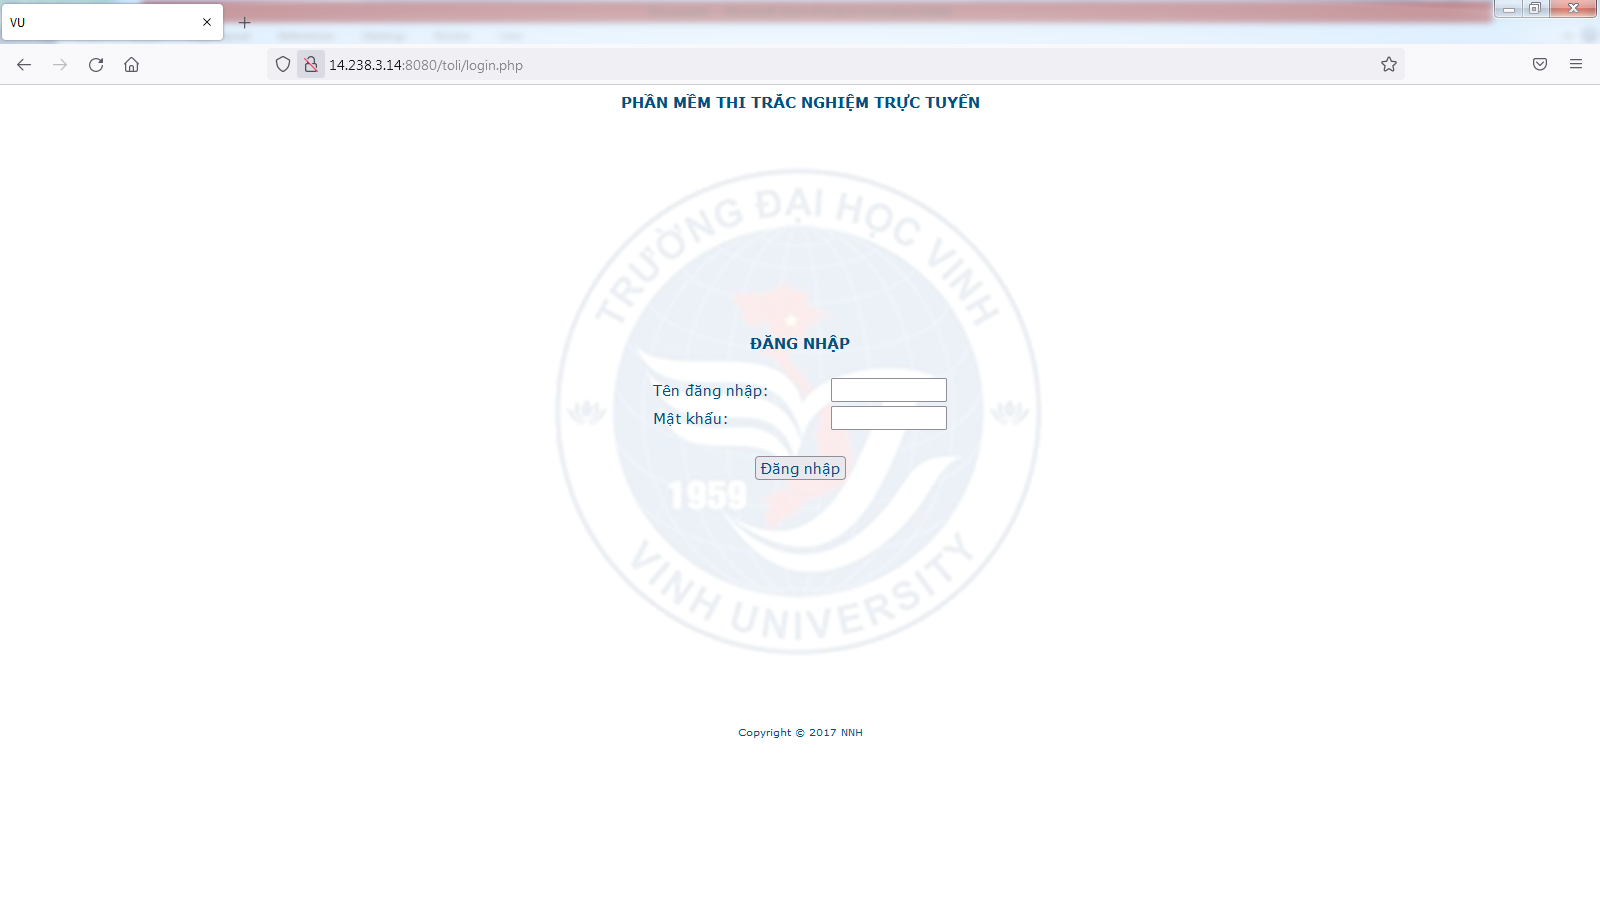 VU
14.238.3.14:8080/toli/login.php
PHẦN MỀM THI TRẮC NGHIỆM TRỰC TUYẾN
TRƯỜNG ĐẠI HỌC VINH
ĐĂNG NHẬP
Tên đăng nhập:
Mật khẩu:
Đăng nhập
1959
VINH UNIVERSITY
Copyright © 2017 NNH